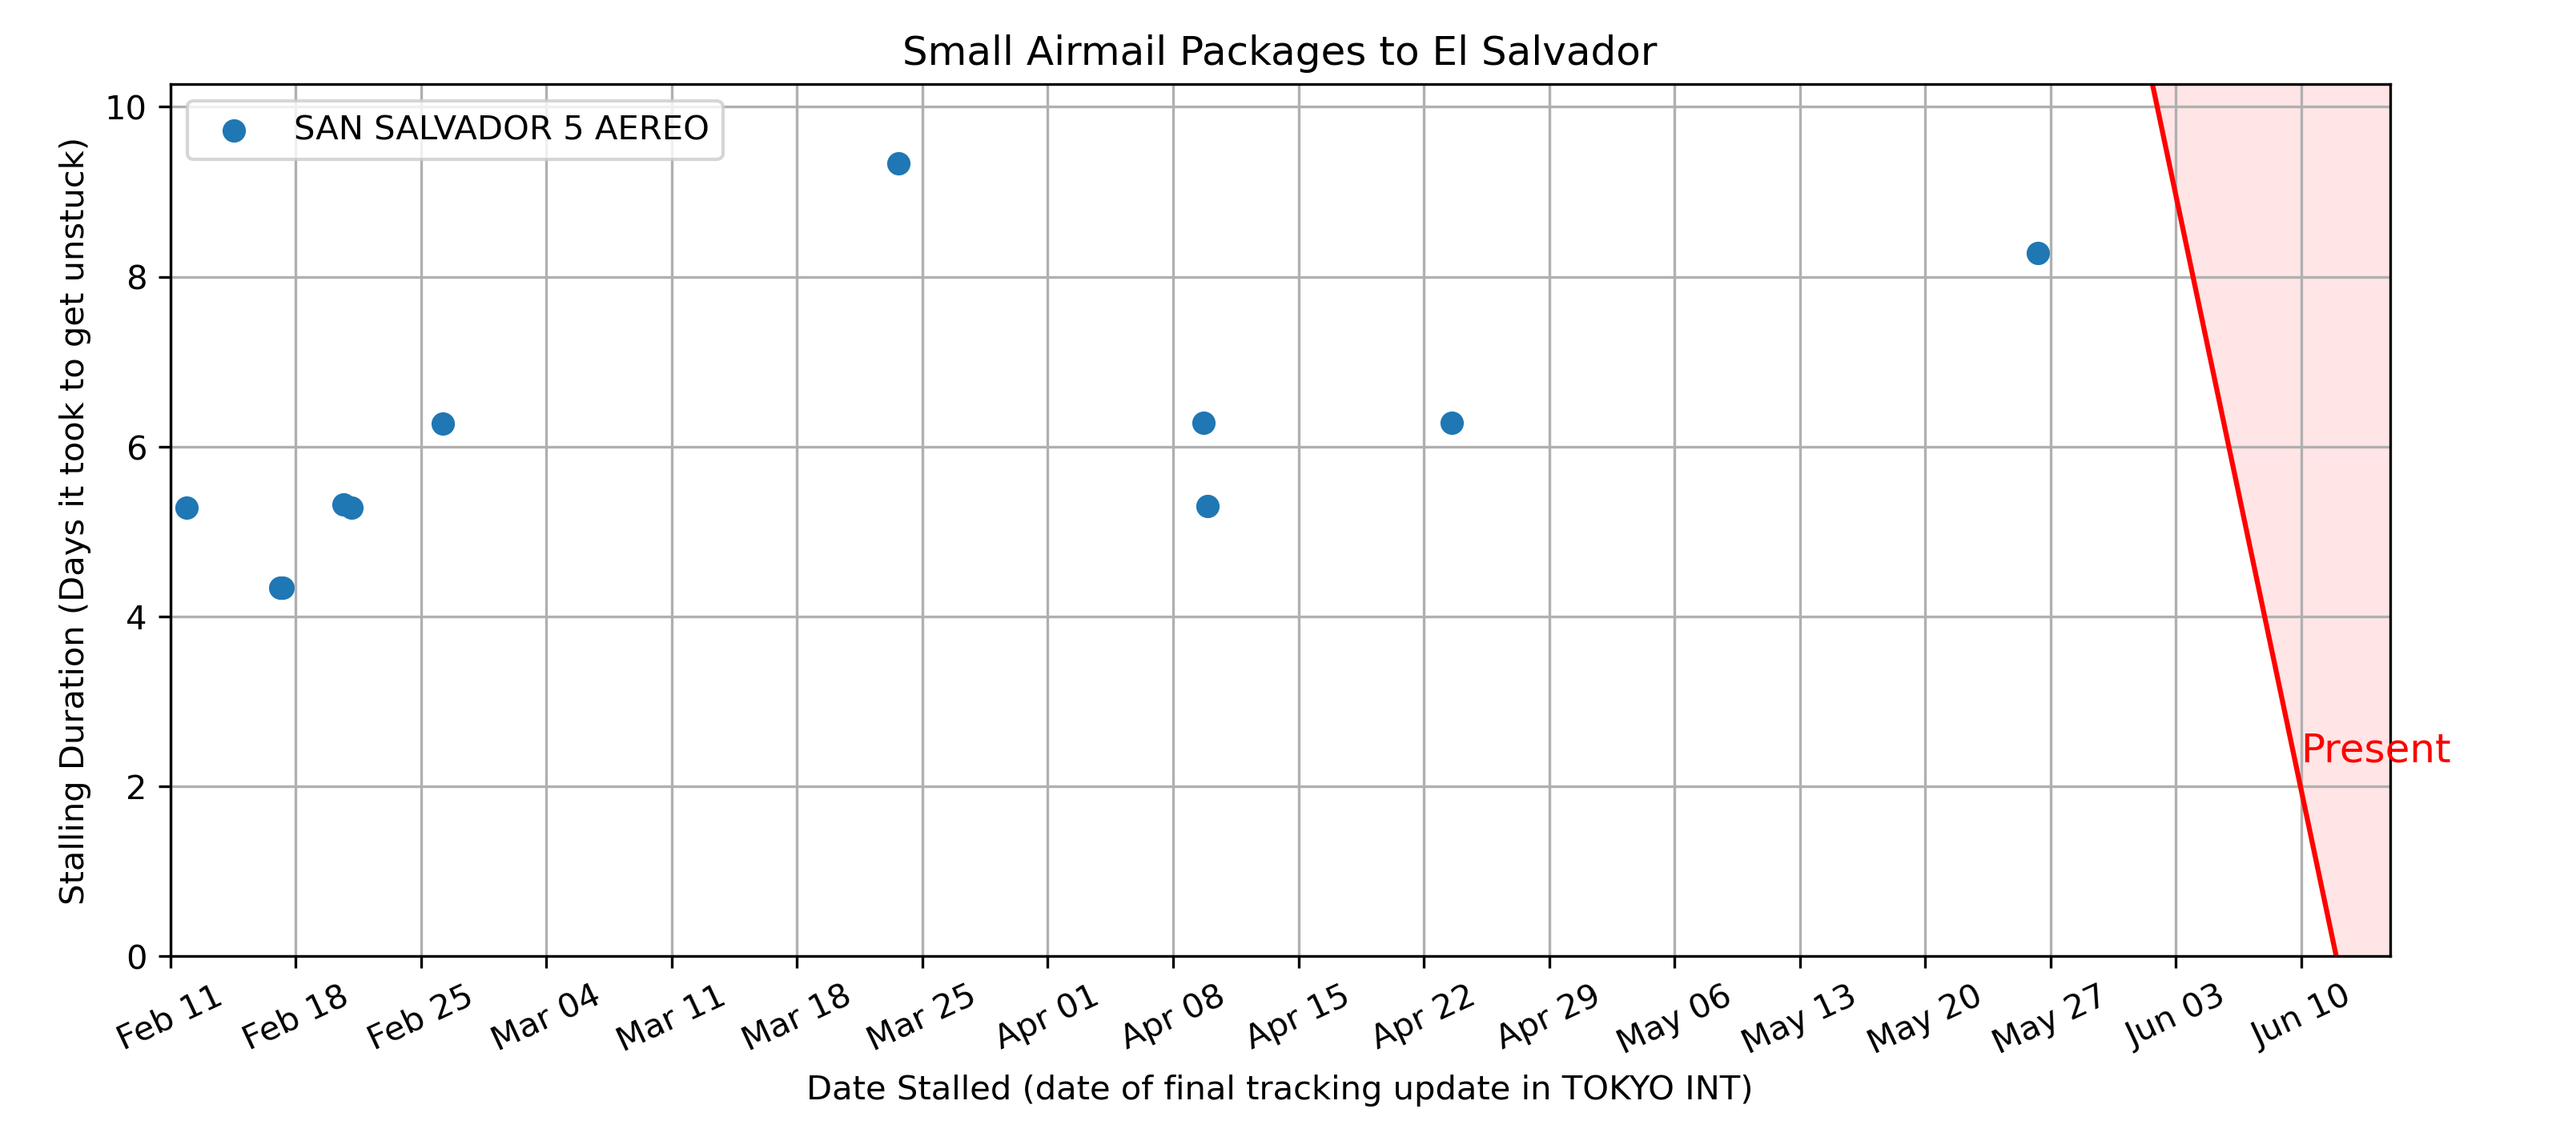 Small Airmail Packages to El Salvador
SAN SALVADOR 5 AEREO
Stalling Duration (Days it took to get unstuck)
10
8
6
4
2
0
Present
Feb 11 Feb 18 Feb 25 Mar 04 Mar 11 Mar 18 Mar 25 Apr 01 Apr 08 Apr 15 Apr 22 Apr 29 May 06 May 13 May 20 May 27 Jun 03 Jun 10
Date Stalled (date of final tracking update in TOKYO INT)